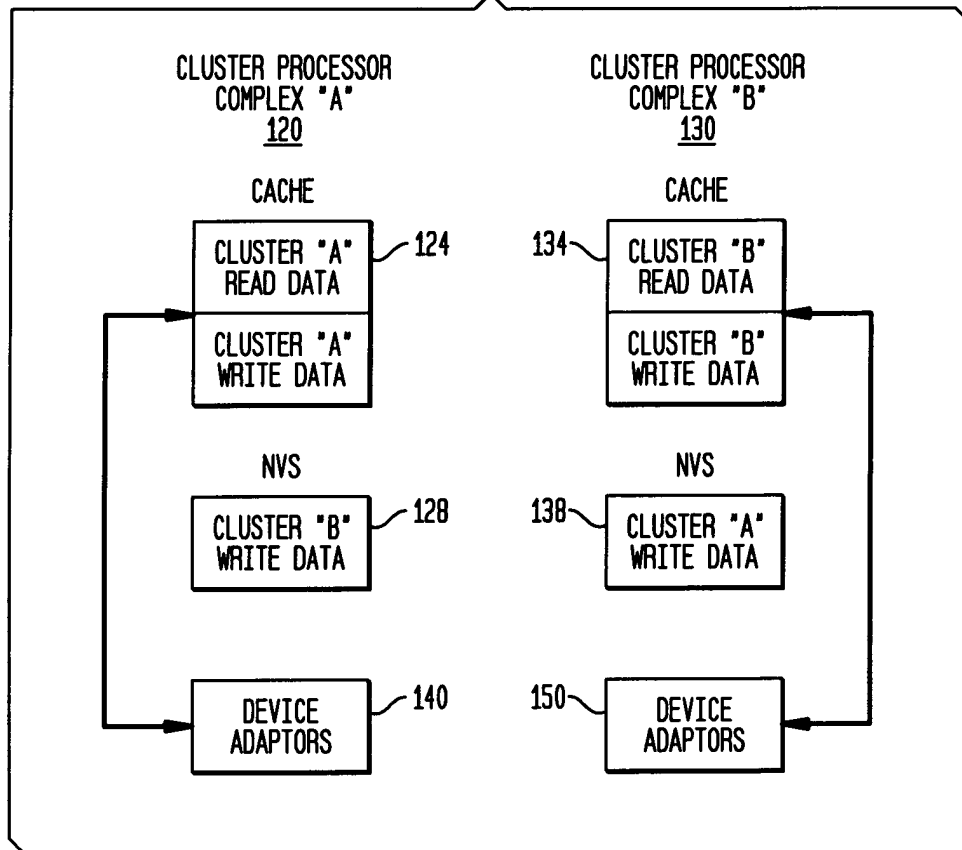 CLUSTER PROCESSOR
COMPLEX "A"
120
CACHE
CLUSTER "A"
READ DATA
124
CLUSTER "A"
WRITE DATA
NVS
CLUSTER "B"
WRITE DATA
128
DEVICE
ADAPTORS
140
CLUSTER PROCESSOR
COMPLEX "B"
130
CACHE
134
CLUSTER "B"
READ DATA
CLUSTER "B"
WRITE DATA
NVS
138
CLUSTER "A"
WRITE DATA
150
DEVICE
ADAPTORS